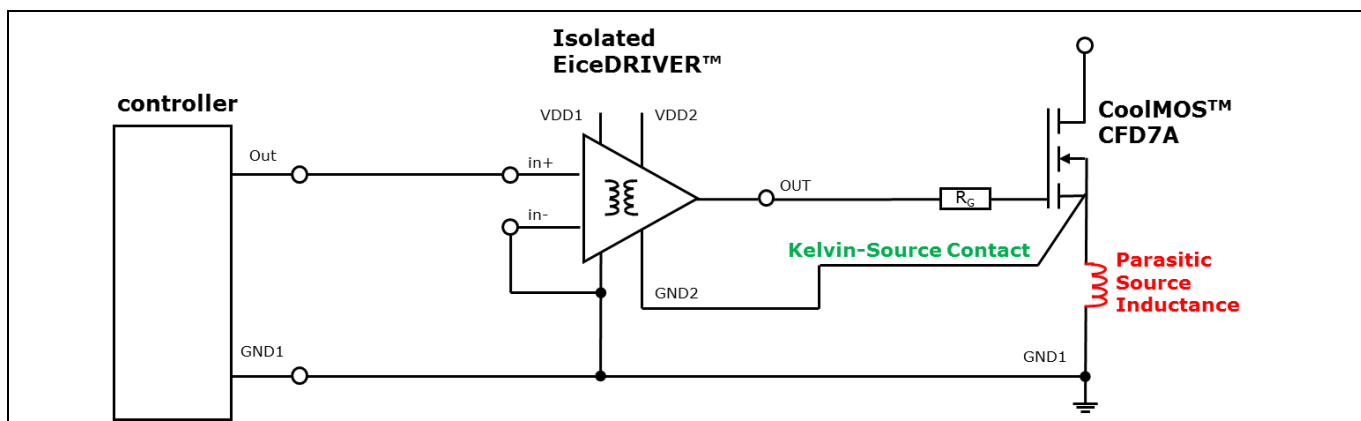 Isolated
EiceDRIVER™
controller
CoolMOS™
CFD7A
VDD1
VDD2
Out
in+
OUT
RG
in-
Kelvin-Source Contact
Parasitic
Source
Inductance
GND2
GND1
GND1